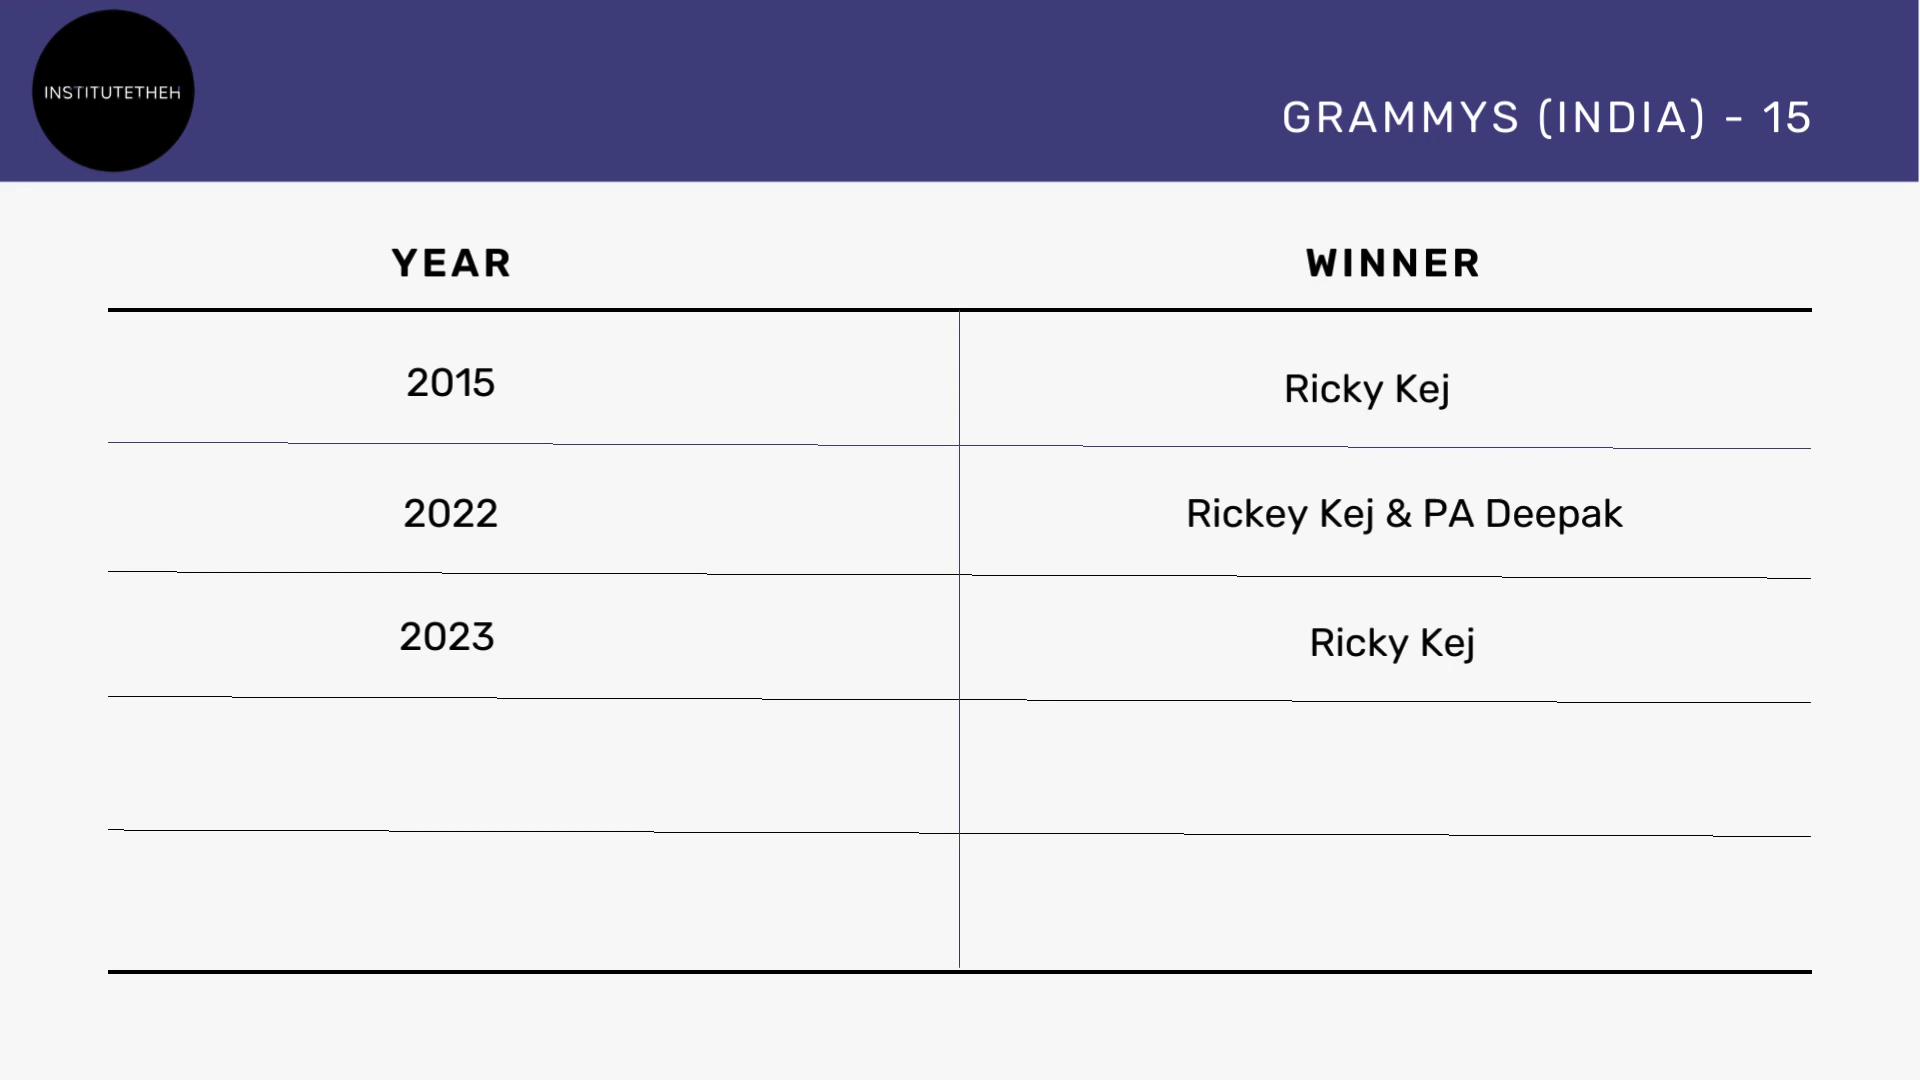 INSTITUTETHEH
GRAMMYS (INDIA) - 15
YEAR WINNER
2015 Ricky Kej
2022 Rickey Kej & PA Deepak
2023 Ricky Kej